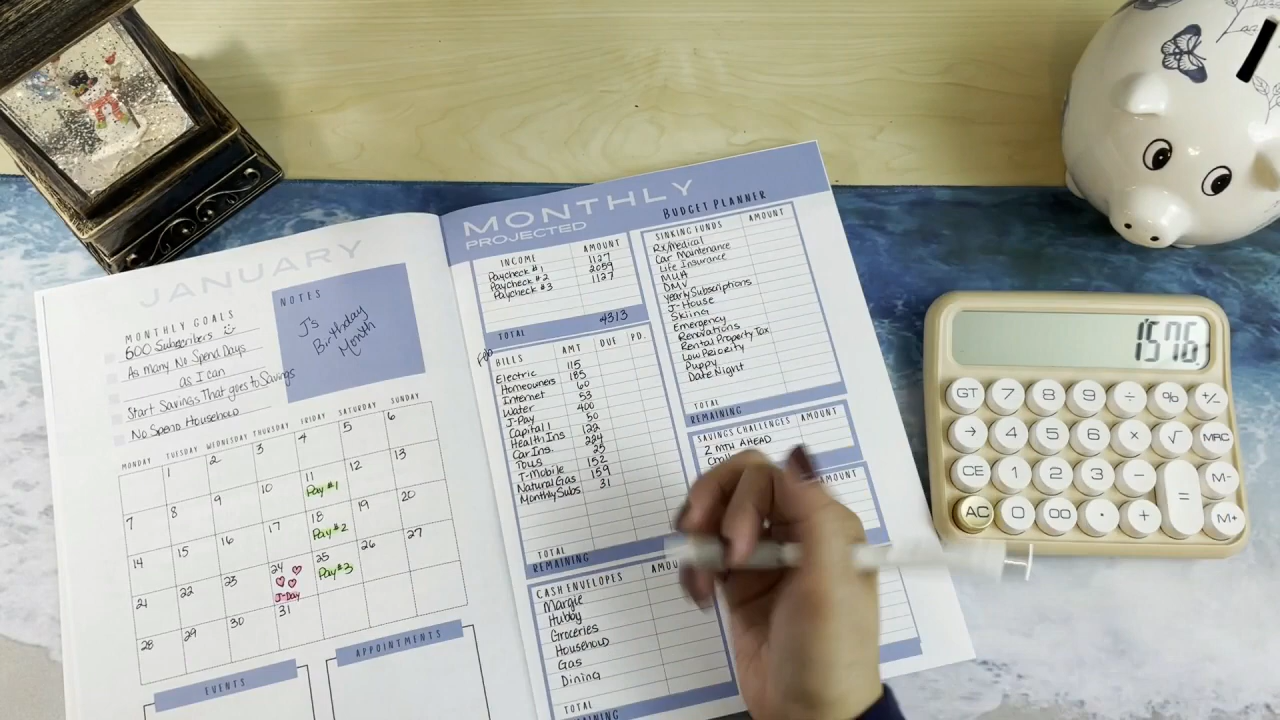 JANUARY
MONTHLY GOALS
600 Subscribers
As many No Spend Days
as I can
Start Savings That goes to Savings
No Spend Household
NOTES
J's
Birthday
Month
MONDAY TUESDAY WEDNESDAY THURSDAY FRIDAY SATURDAY SUNDAY
1 2 3 4 5 6
7 8 9 10 11 12 13
Pay #1
14 15 16 17 18 19 20
Pay #2
21 22 23 24 25 26 27
J-Day Pay #3
28 29 30 31
EVENTS
APPOINTMENTS
MONTHLY
PROJECTED
BUDGET PLANNER
INCOME AMOUNT
Paycheck #1 1127
Paycheck #2 2059
Paycheck #3 1127
TOTAL 4313
BILLS AMT DUE PD.
Electric 115
Homeowners 185
Internet 60
Water 53
J-Pay 400
Capital 1 50
Health Ins 122
Car Ins. 224
Tolls 25
T-Mobile 152
Natural Gas 159
Monthly Subs 31
TOTAL
REMAINING
CASH ENVELOPES
Margie
Hubby
Groceries
Household
Gas
Dining
TOTAL
REMAINING
SINKING FUNDS AMOUNT
Rx/Medical
Car Maintenance
Life Insurance
MUA
DMV
Yearly Subscriptions
J-House
Skiing
Emergency
Renovations
Rental Property Tax
Low Priority
Puppy
Date Night
TOTAL
REMAINING
SAVINGS CHALLENGES AMOUNT
2 MTH AHEAD
AMOUNT
1576
GT 7 8 9 ÷ % +/-
→ 4 5 6 × √ MRC
CE 1 2 3 - M-
AC 0 00 • + = M+